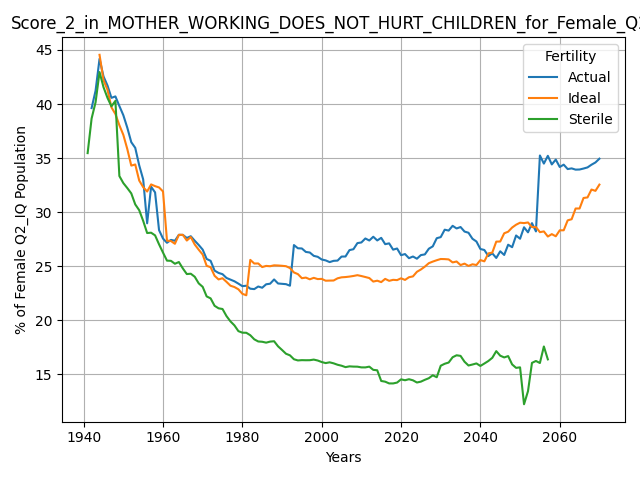 Score_2_in_MOTHER_WORKING_DOES_NOT_HURT_CHILDREN_for_Female_Q
Fertility
Actual
Ideal
Sterile
% of Female Q2_IQ Population
45
40
35
30
25
20
15
1940
1960
1980
2000
2020
2040
2060
Years